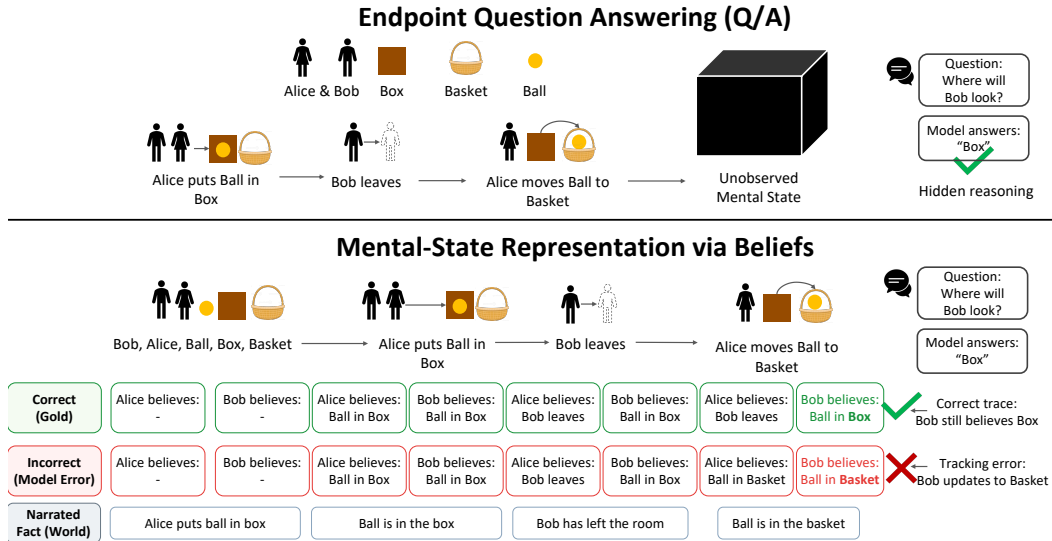 Endpoint Question Answering (Q/A)
Alice & Bob
Box
Basket
Ball
Alice puts Ball in
Box
Bob leaves
Alice moves Ball to
Basket
Unobserved
Mental State
Question:
Where will
Bob look?
Model answers:
“Box”
Hidden reasoning
Mental-State Representation via Beliefs
Bob, Alice, Ball, Box, Basket
Alice puts Ball in
Box
Bob leaves
Alice moves Ball to
Basket
Question:
Where will
Bob look?
Model answers:
“Box”
Correct
(Gold)
Alice believes:
-
Bob believes:
-
Alice believes:
Ball in Box
Bob believes:
Ball in Box
Alice believes:
Bob leaves
Bob believes:
Ball in Box
Alice believes:
Bob leaves
Bob believes:
Ball in Box
Correct trace:
Bob still believes Box
Incorrect
(Model Error)
Alice believes:
-
Bob believes:
-
Alice believes:
Ball in Box
Bob believes:
Ball in Box
Alice believes:
Bob leaves
Bob believes:
Ball in Box
Alice believes:
Ball in Basket
Bob believes:
Ball in Basket
Tracking error:
Bob updates to Basket
Narrated
Fact (World)
Alice puts ball in box
Ball is in the box
Bob has left the room
Ball is in the basket